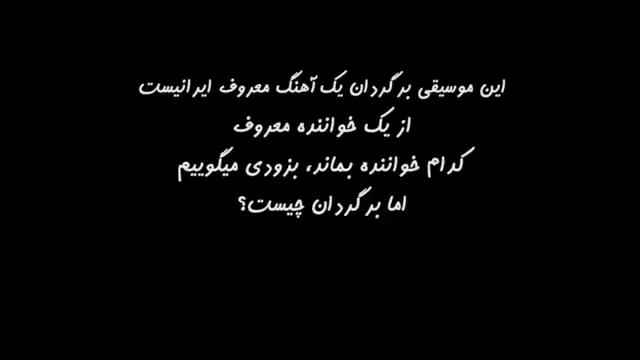 این موسیقی برگردان یک آهنگ معروف ایرانیست
از یک خواننده معروف
کدام خواننده بماند، بزودی میگوییم
اما برگردان چیست؟